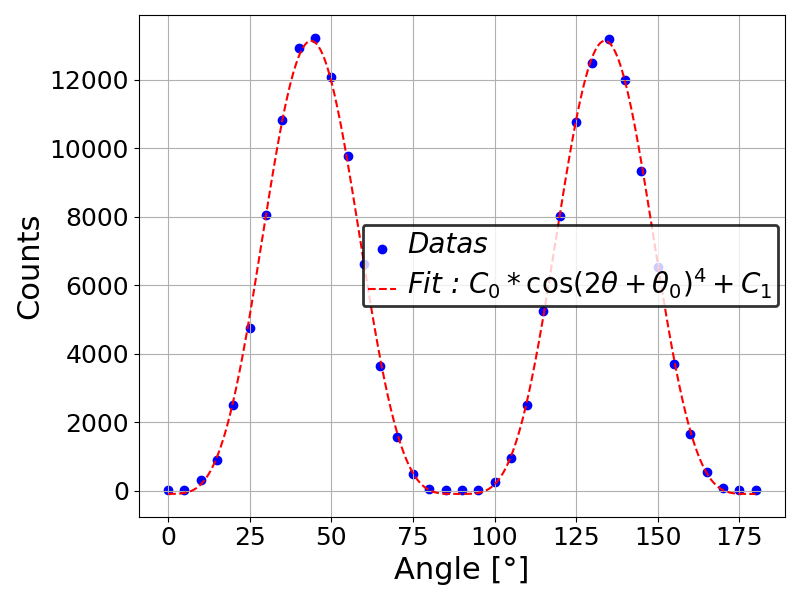 12000
10000
8000
6000
4000
2000
0
Counts
Datas
Fit : C₀ * cos(2θ + θ₀)⁴ + C₁
0 25 50 75 100 125 150 175
Angle [°]